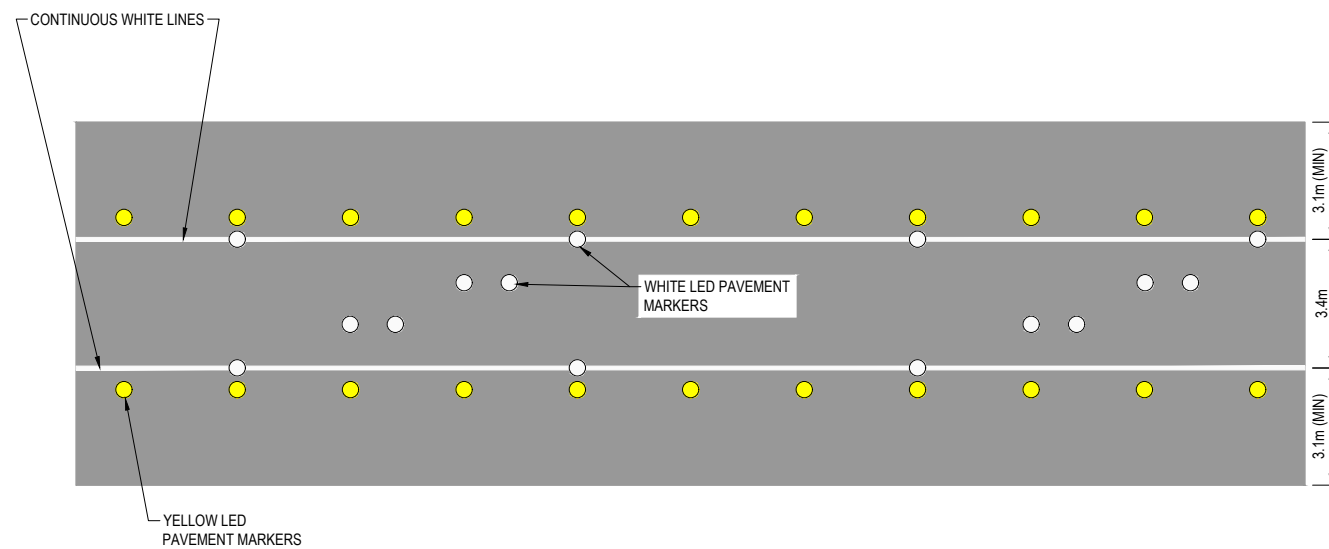 CONTINUOUS WHITE LINES
3.1m (MIN)
WHITE LED PAVEMENT
MARKERS
3.4m
3.1m (MIN)
YELLOW LED
PAVEMENT MARKERS